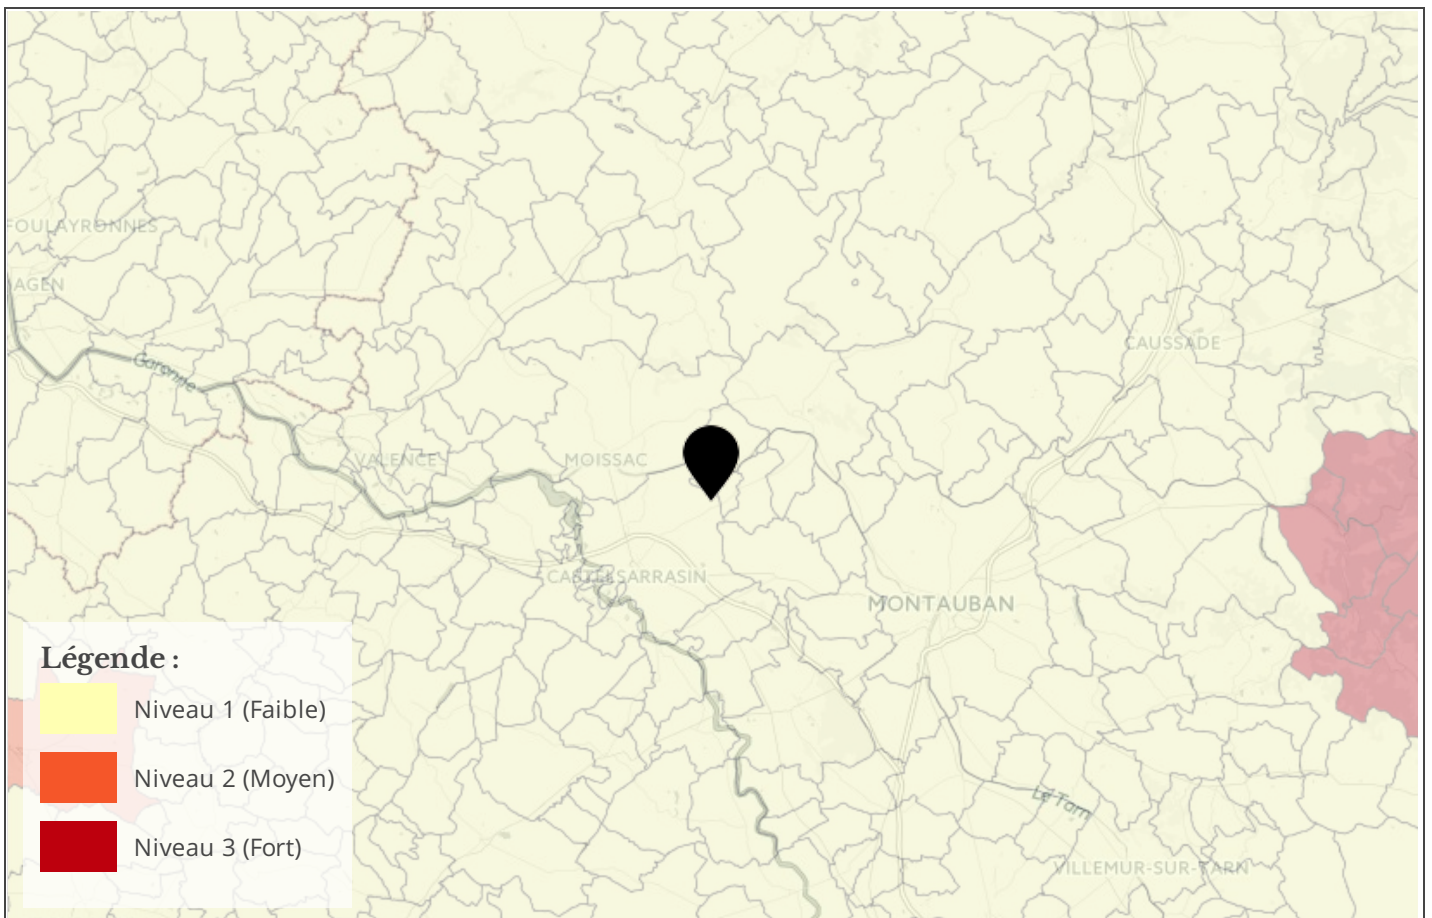 FOULAYRONNES
AGEN
Garonne
CAUSSADE
VALENCE
MOISSAC
CASTELSARRASIN
MONTAUBAN
Légende :
Niveau 1 (Faible)
Niveau 2 (Moyen)
Niveau 3 (Fort)
Le Tarn
VILLEMUR-SUR-TARN